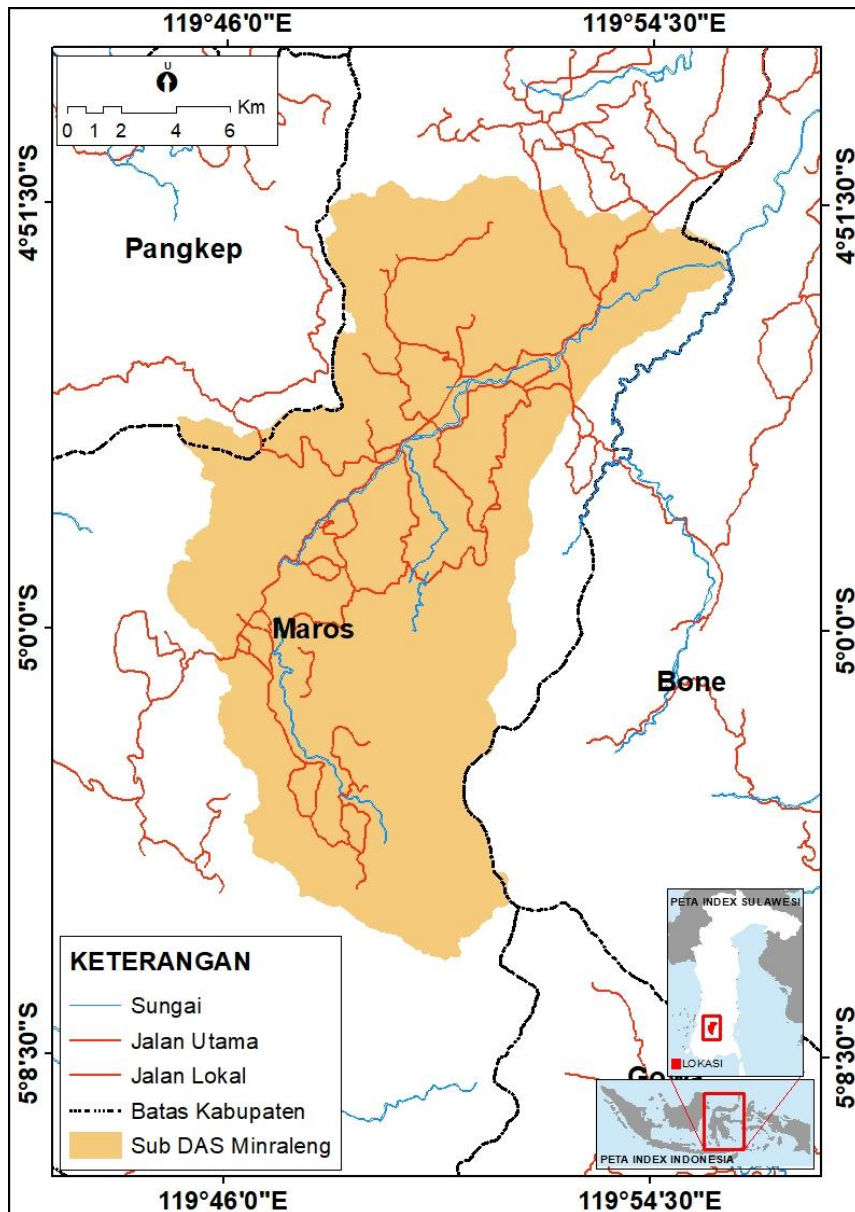 119°46'0"E
119°54'30"E
U
Km
0 1 2 4 6
4°51'30"S
4°51'30"S
Pangkep
5°0'0"S
Maros
5°0'0"S
Bone
PETA INDEX SULAWESI
LOKASI
KETERANGAN
Sungai
Jalan Utama
Jalan Lokal
Batas Kabupaten
Sub DAS Minraleng
5°8'30"S
5°8'30"S
PETA INDEX INDONESIA
119°46'0"E
119°54'30"E